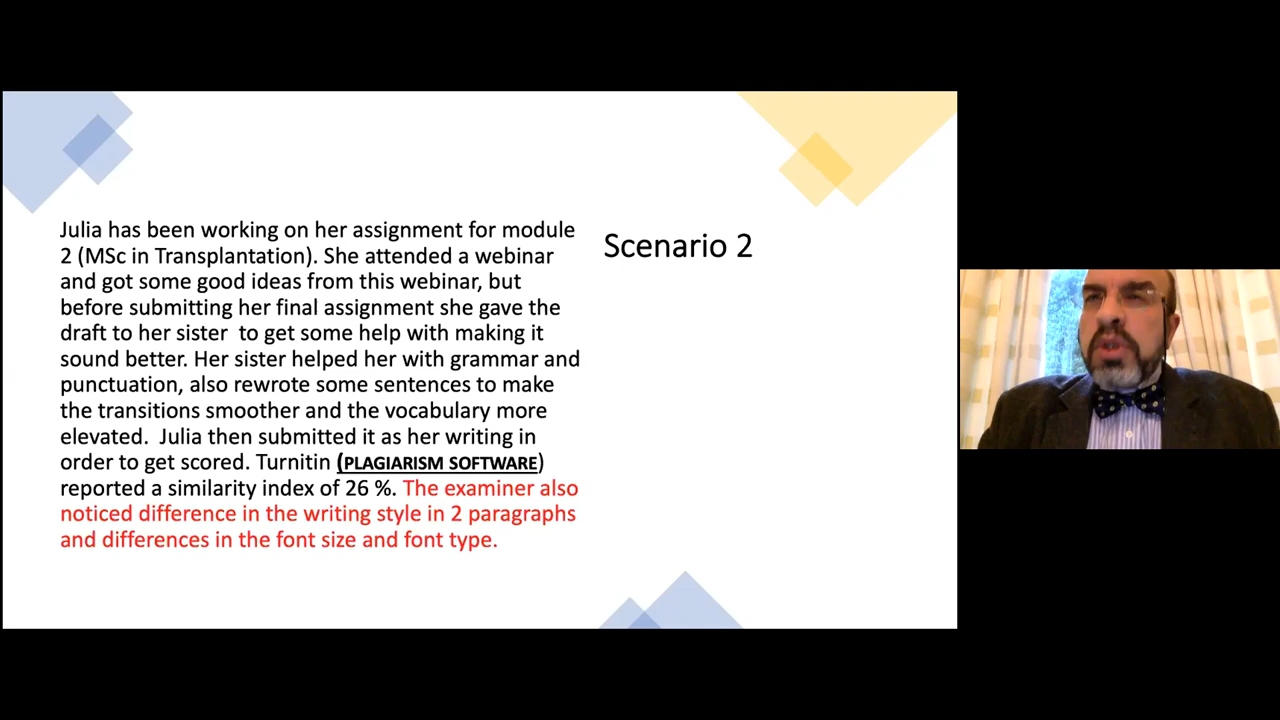 Julia has been working on her assignment for module
2 (MSc in Transplantation). She attended a webinar
and got some good ideas from this webinar, but
before submitting her final assignment she gave the
draft to her sister  to get some help with making it
sound better. Her sister helped her with grammar and
punctuation, also rewrote some sentences to make
the transitions smoother and the vocabulary more
elevated.  Julia then submitted it as her writing in
order to get scored. Turnitin (PLAGIARISM SOFTWARE)
reported a similarity index of 26 %. The examiner also
noticed difference in the writing style in 2 paragraphs
and differences in the font size and font type.
Scenario 2